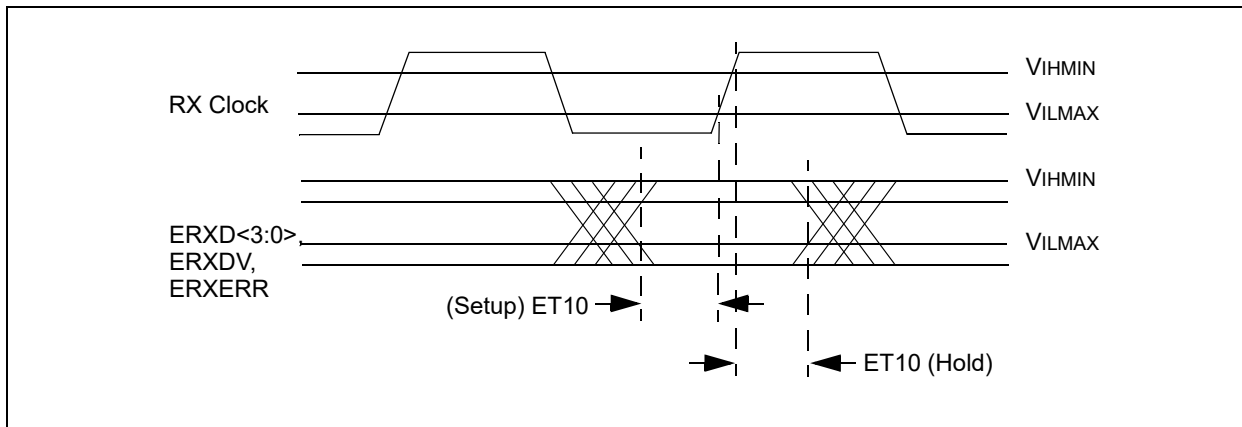 VIHMIN
RX Clock
VILMAX
VIHMIN
ERXD<3:0>,
VILMAX
ERXDV,
ERXERR
(Setup) ET10
ET10 (Hold)